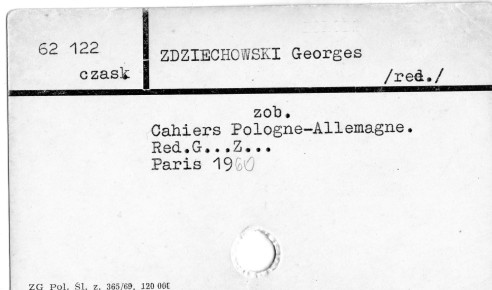 62 122
czask
ZDZIECHOWSKI Georges
/red./
zob.
Cahiers Pologne-Allemagne.
Red.G...Z...
Paris 1960
ZG Pol. Śl. z. 365/69. 120 000